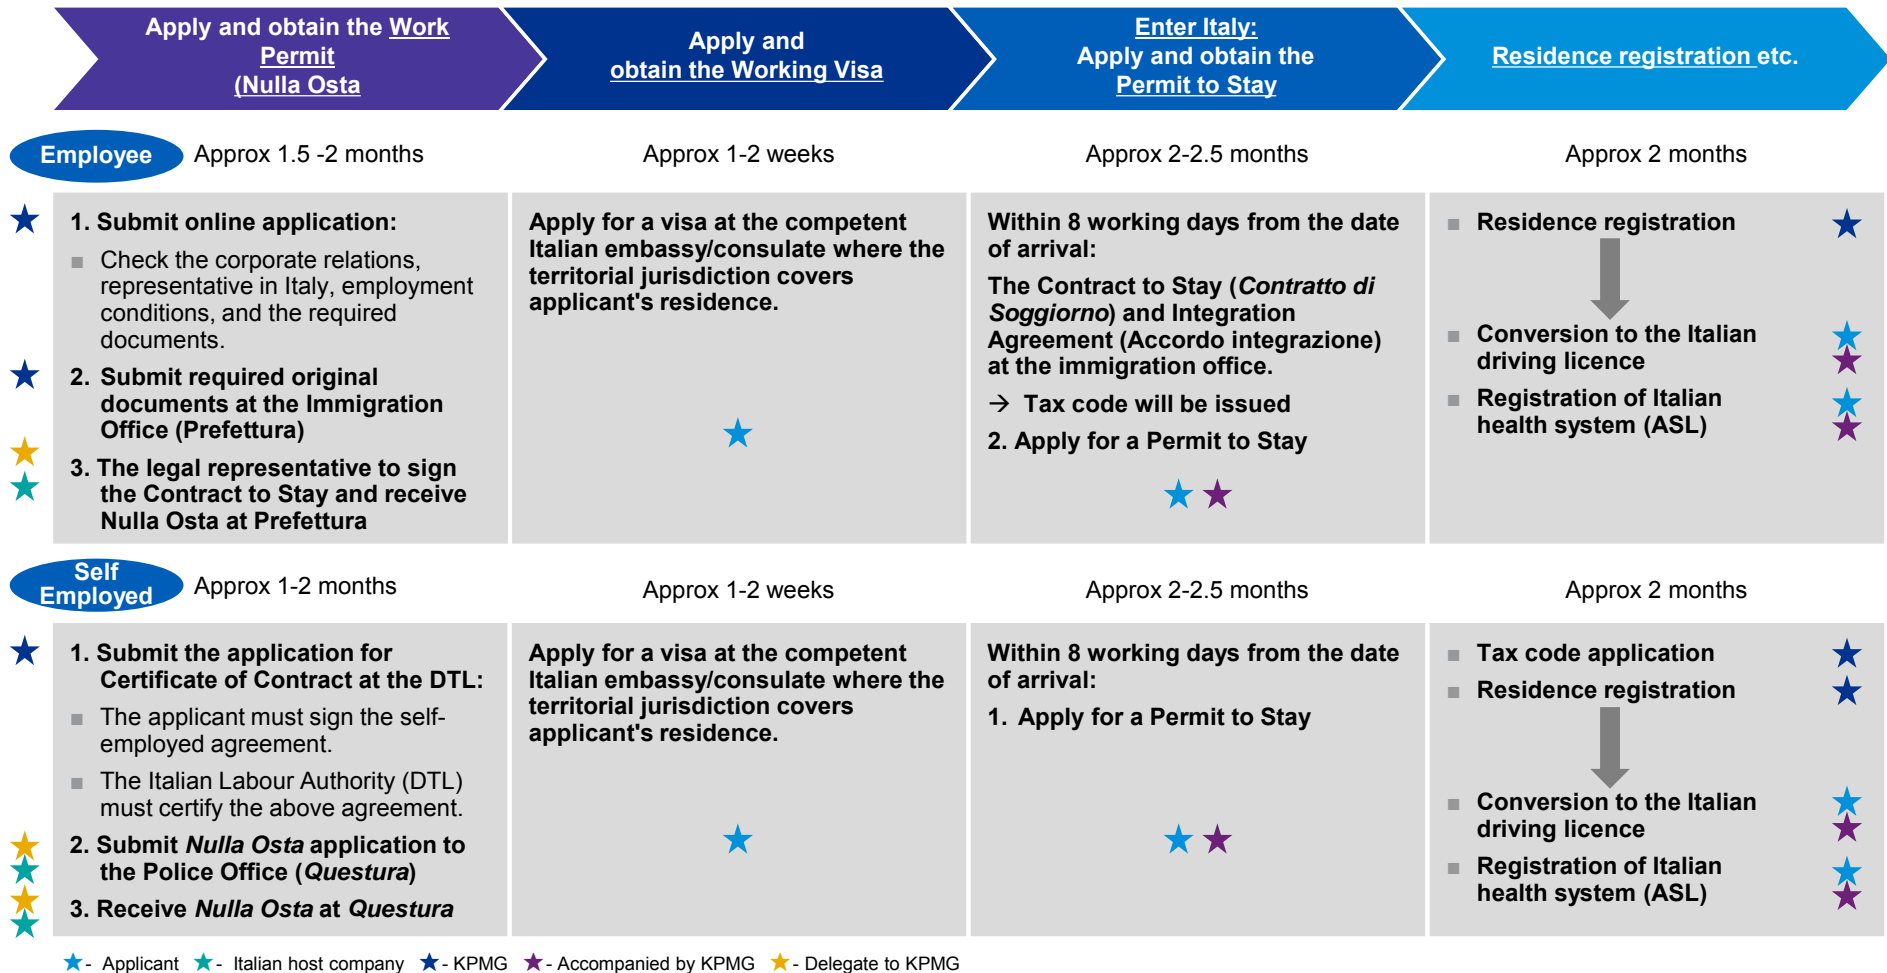 Apply and obtain the Work
Permit
(Nulla Osta
Apply and
obtain the Working Visa
Enter Italy:
Apply and obtain the
Permit to Stay
Residence registration etc.
Employee
Approx 1.5 -2 months
Approx 1-2 weeks
Approx 2-2.5 months
Approx 2 months
1. Submit online application:
Check the corporate relations,
representative in Italy, employment
conditions, and the required
documents.
2. Submit required original
documents at the Immigration
Office (Prefettura)
3. The legal representative to sign
the Contract to Stay and receive
Nulla Osta at Prefettura
Apply for a visa at the competent
Italian embassy/consulate where the
territorial jurisdiction covers
applicant's residence.
Within 8 working days from the date
of arrival:
The Contract to Stay (Contratto di
Soggiorno) and Integration
Agreement (Accordo integrazione)
at the immigration office.
→ Tax code will be issued
2. Apply for a Permit to Stay
Residence registration
Conversion to the Italian
driving licence
Registration of Italian
health system (ASL)
Self
Employed
Approx 1-2 months
Approx 1-2 weeks
Approx 2-2.5 months
Approx 2 months
1. Submit the application for
Certificate of Contract at the DTL:
The applicant must sign the self-
employed agreement.
The Italian Labour Authority (DTL)
must certify the above agreement.
2. Submit Nulla Osta application to
the Police Office (Questura)
3. Receive Nulla Osta at Questura
Apply for a visa at the competent
Italian embassy/consulate where the
territorial jurisdiction covers
applicant's residence.
Within 8 working days from the date
of arrival:
1. Apply for a Permit to Stay
Tax code application
Residence registration
Conversion to the Italian
driving licence
Registration of Italian
health system (ASL)
- Applicant - Italian host company - KPMG - Accompanied by KPMG - Delegate to KPMG